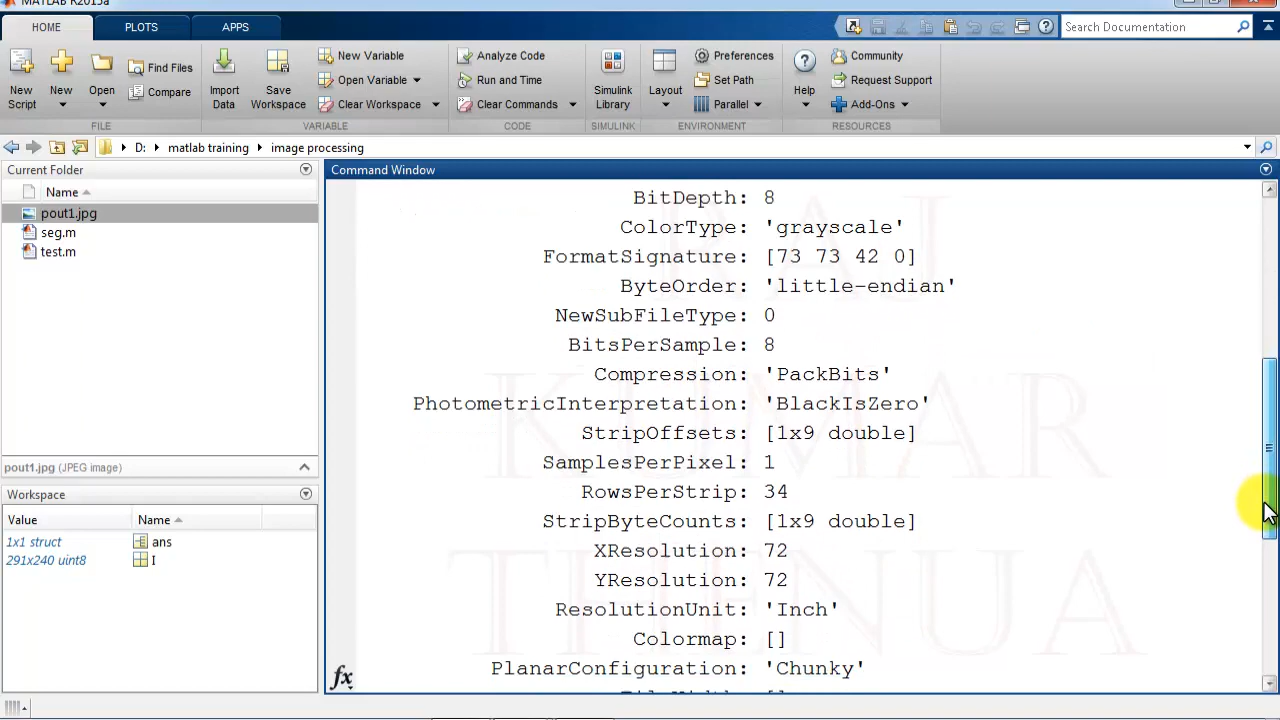 MATLAB R2015a
HOME PLOTS APPS Search Documentation
New Script New Open Find Files Compare Import Data Save Workspace New Variable Open Variable Clear Workspace Analyze Code Run and Time Clear Commands Simulink Library Layout Preferences Set Path Parallel Help Community Request Support Add-Ons
FILE VARIABLE CODE SIMULINK ENVIRONMENT RESOURCES
D: matlab training image processing
Current Folder
Name
pout1.jpg
seg.m
test.m
pout1.jpg (JPEG image)
Workspace
Value Name
1x1 struct ans
291x240 uint8 I
Command Window
BitDepth: 8
ColorType: 'grayscale'
FormatSignature: [73 73 42 0]
ByteOrder: 'little-endian'
NewSubFileType: 0
BitsPerSample: 8
Compression: 'PackBits'
PhotometricInterpretation: 'BlackIsZero'
StripOffsets: [1x9 double]
SamplesPerPixel: 1
RowsPerStrip: 34
StripByteCounts: [1x9 double]
XResolution: 72
YResolution: 72
ResolutionUnit: 'Inch'
Colormap: []
PlanarConfiguration: 'Chunky'
fx
RAJ
KUMAR
THENUA